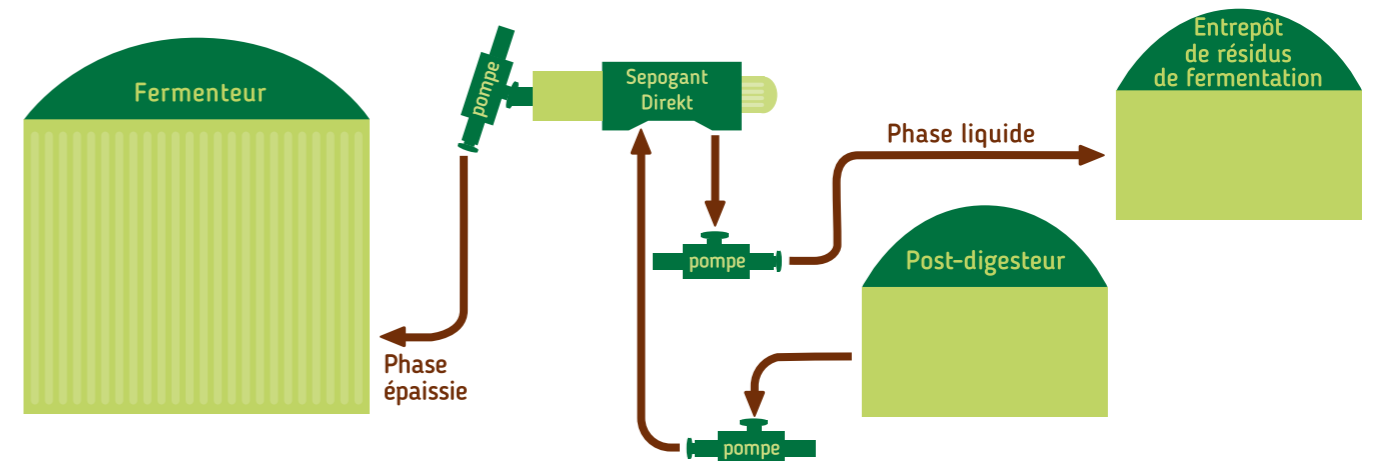 Fermenteur
pompe
Sepogant
Direkt
Entrepôt
de résidus
de fermentation
Phase liquide
pompe
Post-digesteur
Phase
épaissie
pompe